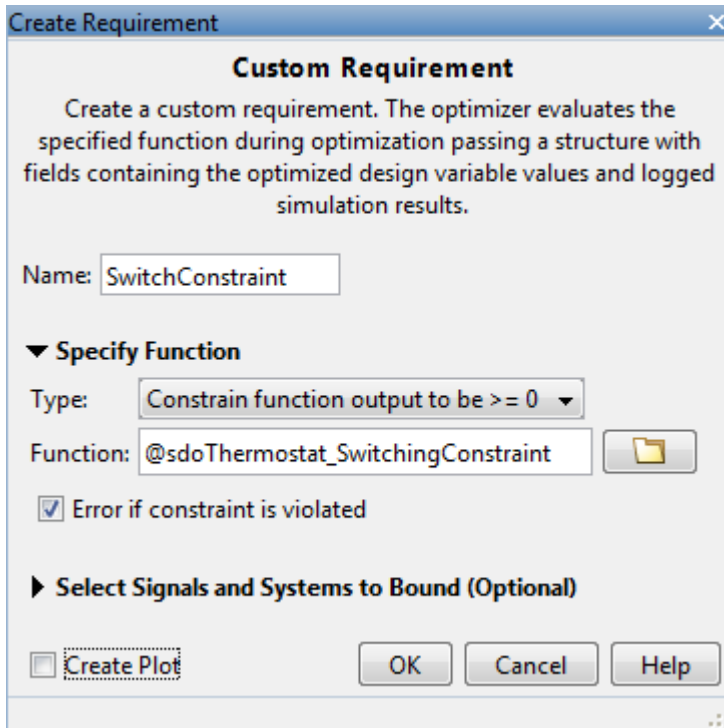 Create Requirement
Custom Requirement
Create a custom requirement. The optimizer evaluates the
specified function during optimization passing a structure with
fields containing the optimized design variable values and logged
simulation results.
Name: SwitchConstraint
Specify Function
Type: Constrain function output to be >= 0
Function: @sdoThermostat_SwitchingConstraint
Error if constraint is violated
Select Signals and Systems to Bound (Optional)
Create Plot OK Cancel Help